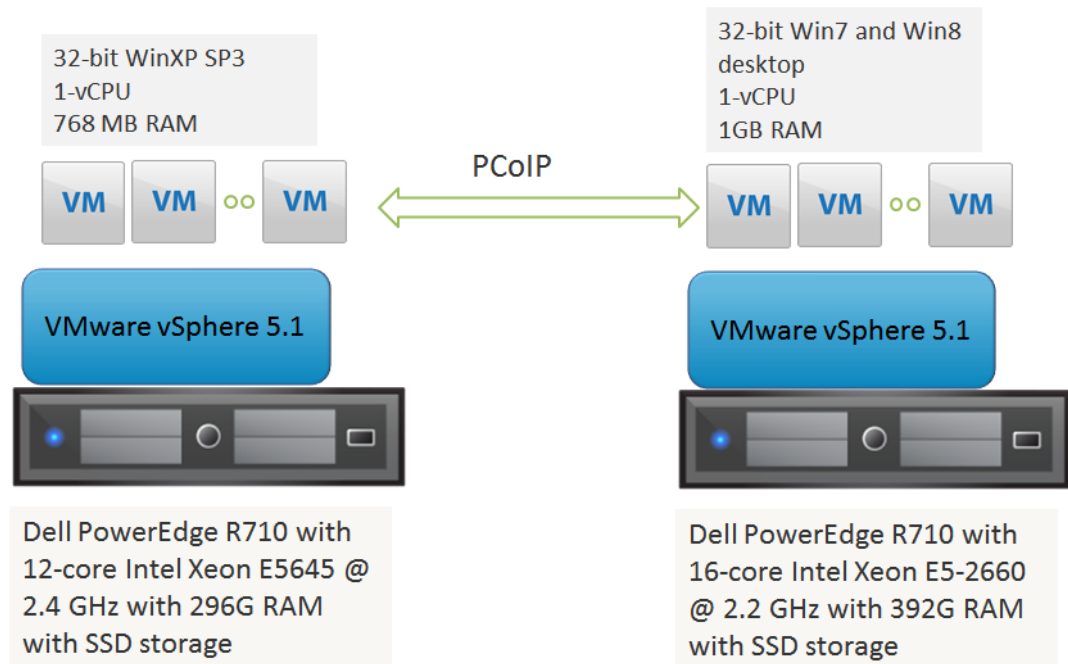 32-bit WinXP SP3
1-vCPU
768 MB RAM
32-bit Win7 and Win8
desktop
1-vCPU
1GB RAM
PCoIP
VM VM VM
VM VM VM
VMware vSphere 5.1
VMware vSphere 5.1
Dell PowerEdge R710 with
12-core Intel Xeon E5645 @
2.4 GHz with 296G RAM
with SSD storage
Dell PowerEdge R710 with
16-core Intel Xeon E5-2660
@ 2.2 GHz with 392G RAM
with SSD storage